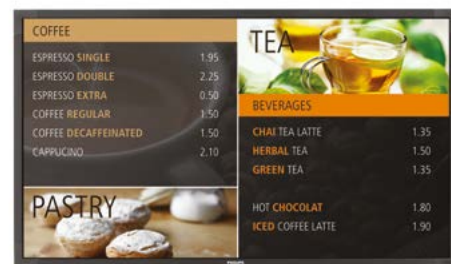 COFFEE
ESPRESSO SINGLE 1.95
ESPRESSO DOUBLE 2.25
ESPRESSO EXTRA 0.50
COFFEE REGULAR 1.50
COFFEE DECAFFEINATED 1.50
CAPPUCINO 2.10
PASTRY
TEA
BEVERAGES
CHAI TEA LATTE 1.35
HERBAL TEA 1.50
GREEN TEA 1.35
HOT CHOCOLAT 1.80
ICED COFFEE LATTE 1.90
PHILIPS